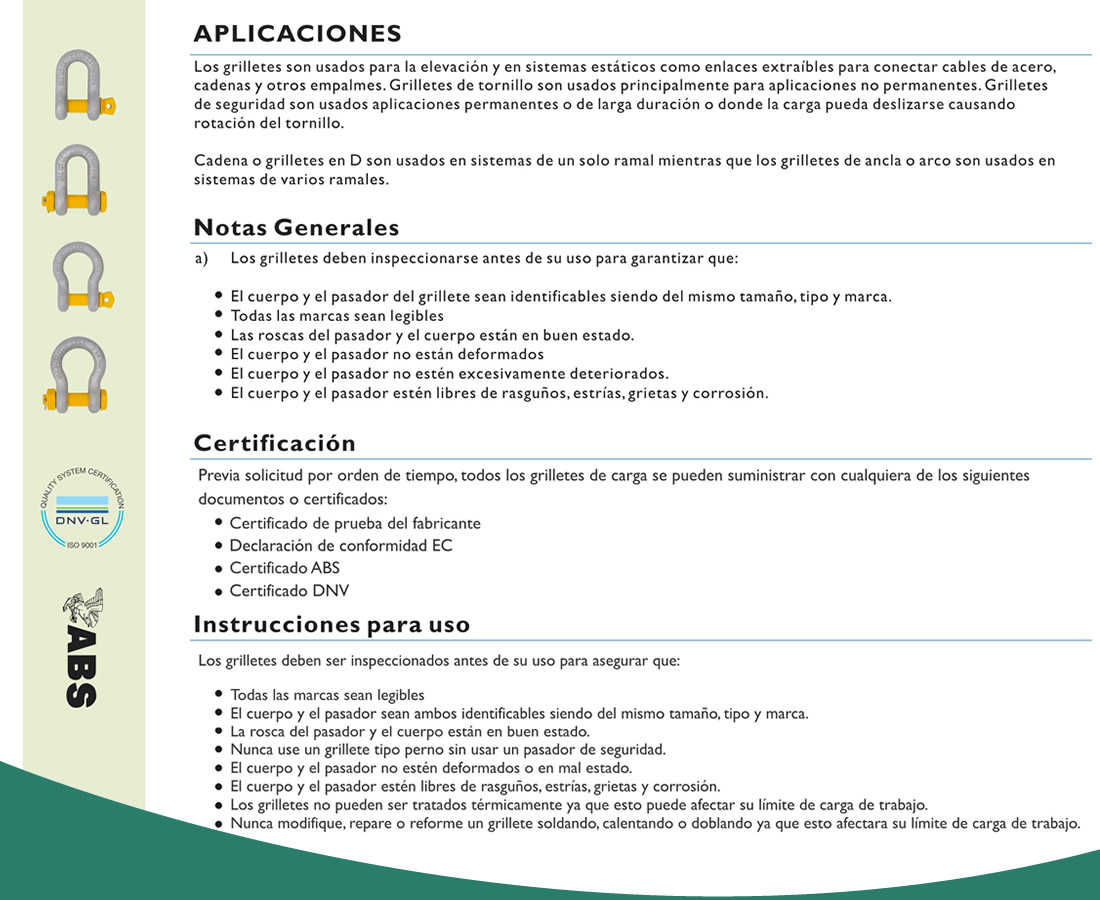 APLICACIONES
Los grilletes son usados para la elevación y en sistemas estáticos como enlaces extraíbles para conectar cables de acero,
cadenas y otros empalmes. Grilletes de tornillo son usados principalmente para aplicaciones no permanentes. Grilletes
de seguridad son usados aplicaciones permanentes o de larga duración o donde la carga pueda deslizarse causando
rotación del tornillo.
Cadena o grilletes en D son usados en sistemas de un solo ramal mientras que los grilletes de ancla o arco son usados en
sistemas de varios ramales.
Notas Generales
a) Los grilletes deben inspeccionarse antes de su uso para garantizar que:
• El cuerpo y el pasador del grillete sean identificables siendo del mismo tamaño, tipo y marca.
• Todas las marcas sean legibles
• Las roscas del pasador y el cuerpo están en buen estado.
• El cuerpo y el pasador no están deformados
• El cuerpo y el pasador no estén excesivamente deteriorados.
• El cuerpo y el pasador estén libres de rasguños, estrías, grietas y corrosión.
Certificación
Previa solicitud por orden de tiempo, todos los grilletes de carga se pueden suministrar con cualquiera de los siguientes
documentos o certificados:
• Certificado de prueba del fabricante
• Declaración de conformidad EC
• Certificado ABS
• Certificado DNV
Instrucciones para uso
Los grilletes deben ser inspeccionados antes de su uso para asegurar que:
• Todas las marcas sean legibles
• El cuerpo y el pasador sean ambos identificables siendo del mismo tamaño, tipo y marca.
• La rosca del pasador y el cuerpo están en buen estado.
• Nunca use un grillete tipo perno sin usar un pasador de seguridad.
• El cuerpo y el pasador no estén deformados o en mal estado.
• El cuerpo y el pasador estén libres de rasguños, estrías, grietas y corrosión.
• Los grilletes no pueden ser tratados térmicamente ya que esto puede afectar su límite de carga de trabajo.
• Nunca modifique, repare o reforme un grillete soldando, calentando o doblando ya que esto afectara su límite de carga de trabajo.
QUALITY SYSTEM CERTIFICATION
DNV·GL
ISO 9001
ABS